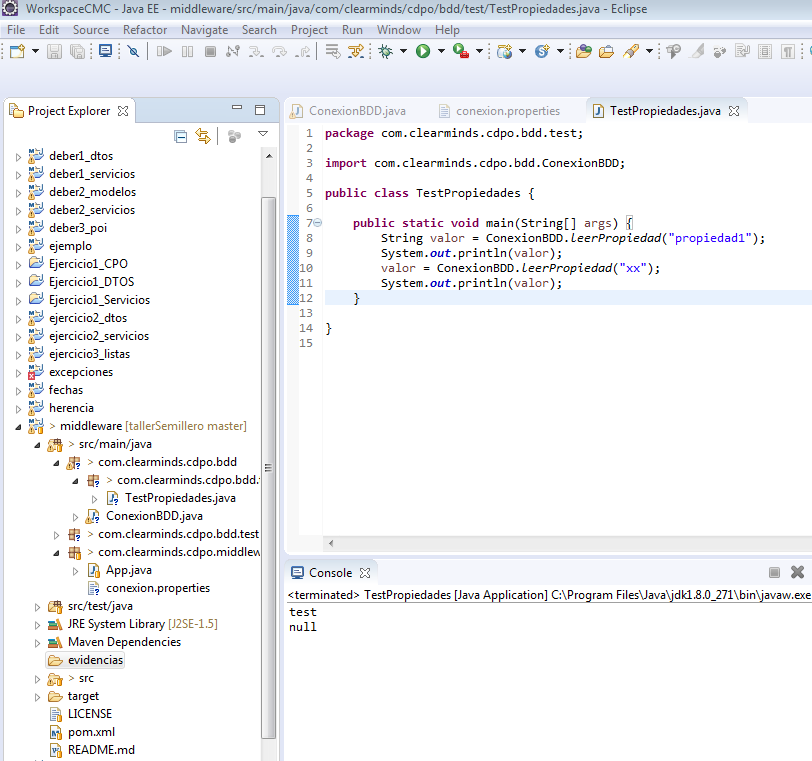 WorkspaceCMC - Java EE - middleware/src/main/java/com/clearminds/cdpo/bdd/test/TestPropiedades.java - Eclipse
File Edit Source Refactor Navigate Search Project Run Window Help
Project Explorer
deber1_dtos
deber1_servicios
deber2_modelos
deber2_servicios
deber3_poi
ejemplo
Ejercicio1_CPO
Ejercicio1_DTOS
Ejercicio1_Servicios
ejercicio2_dtos
ejercicio2_servicios
ejercicio3_listas
excepciones
fechas
herencia
> middleware [tallerSemillero master]
> src/main/java
> com.clearminds.cdpo.bdd
> com.clearminds.cdpo.bdd.
TestPropiedades.java
ConexionBDD.java
> com.clearminds.cdpo.bdd.test
> com.clearminds.cdpo.middlew
App.java
conexion.properties
src/test/java
JRE System Library [J2SE-1.5]
Maven Dependencies
evidencias
> src
target
LICENSE
pom.xml
README.md
ConexionBDD.java conexion.properties TestPropiedades.java
1 package com.clearminds.cdpo.bdd.test;
2
3 import com.clearminds.cdpo.bdd.ConexionBDD;
4
5 public class TestPropiedades {
6
7 public static void main(String[] args) {
8 String valor = ConexionBDD.leerPropiedad("propiedad1");
9 System.out.println(valor);
10 valor = ConexionBDD.leerPropiedad("xx");
11 System.out.println(valor);
12 }
13
14 }
15
Console
<terminated> TestPropiedades [Java Application] C:\Program Files\Java\jdk1.8.0_271\bin\javaw.exe
test
null